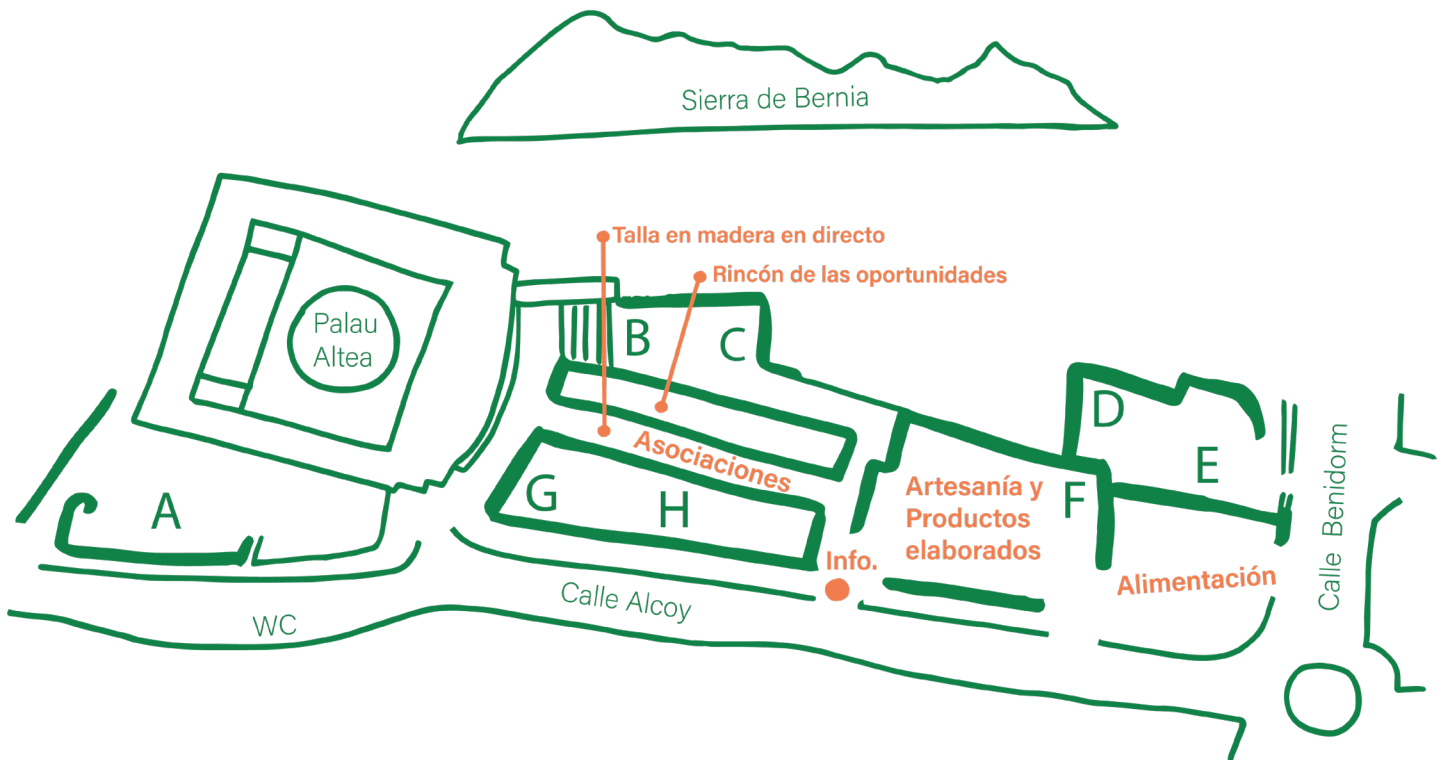 Sierra de Bernia
Talla en madera en directo
Rincón de las oportunidades
Palau
Altea
B
C
D
E
Asociaciones
A
G
H
Artesanía y
Productos
elaborados
F
Info.
Alimentación
Calle Benidorm
Calle Alcoy
WC